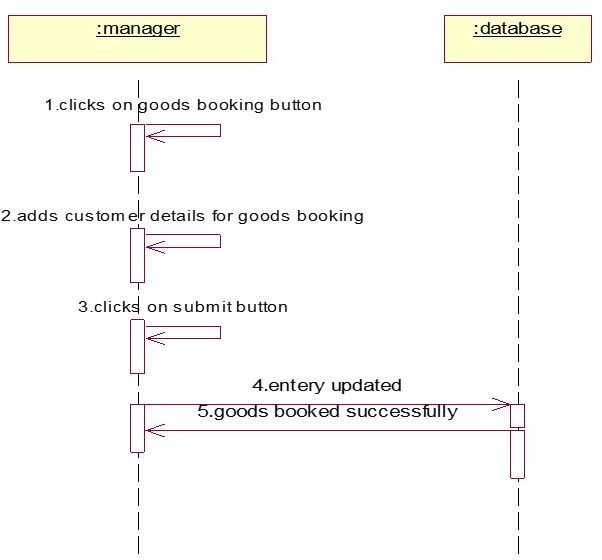 :manager
:database
1.clicks on goods booking button
2.adds customer details for goods booking
3.clicks on submit button
4.entery updated
5.goods booked successfully